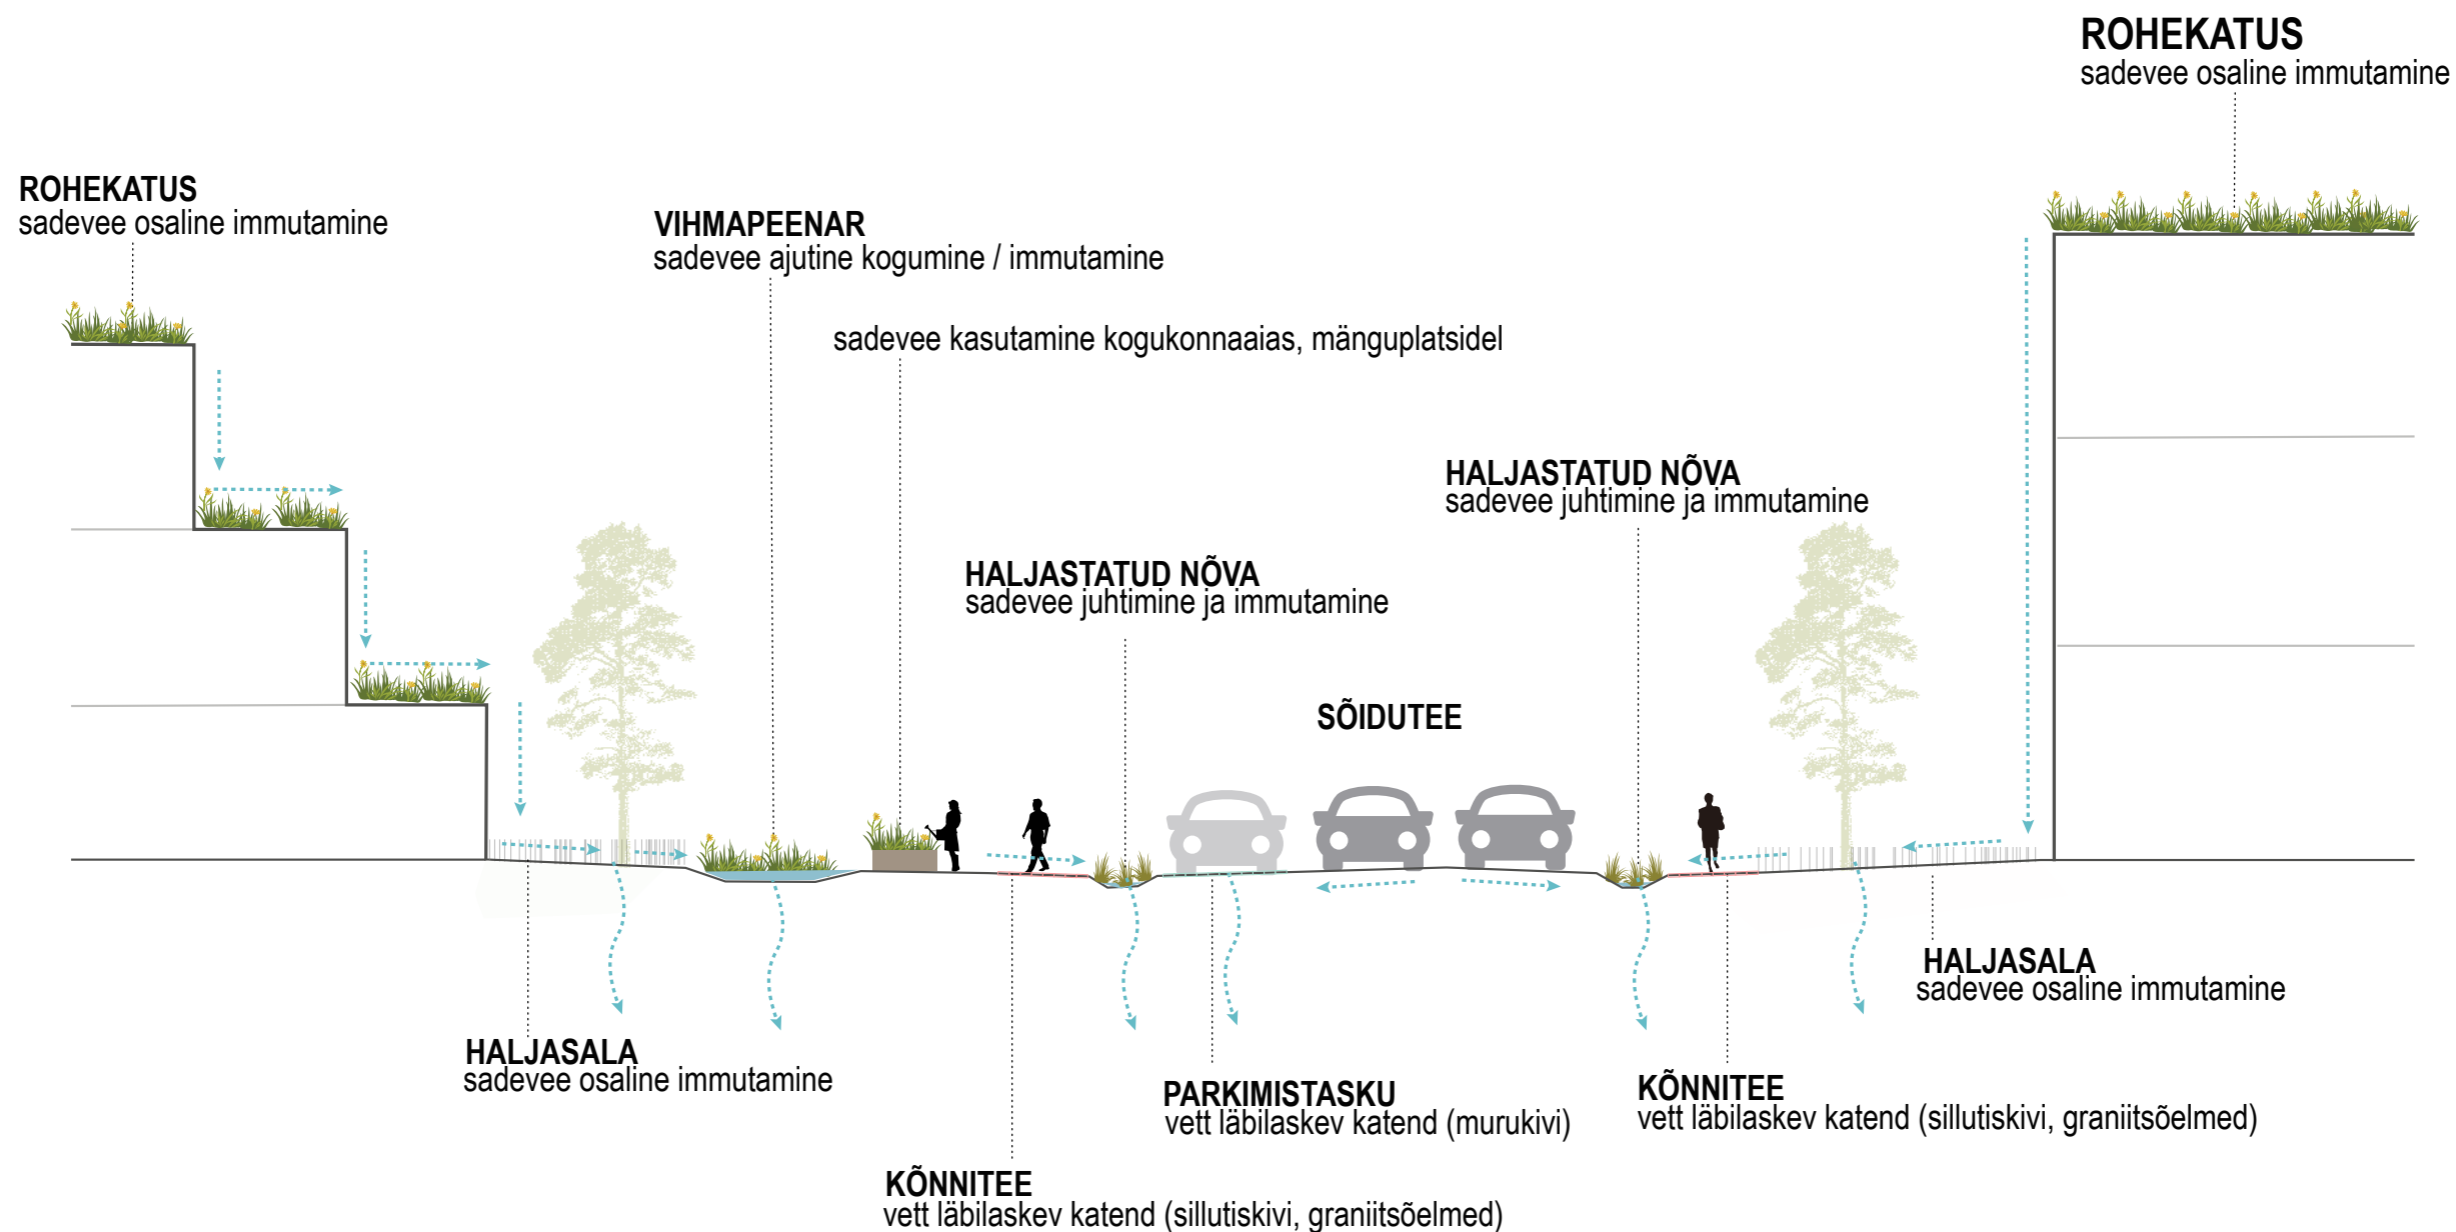 ROHEKATUS
sadevee osaline immutamine
ROHEKATUS
sadevee osaline immutamine
VIHMAPEENAR
sadevee ajutine kogumine / immutamine
sadevee kasutamine kogukonnaaias, mänguplatsidel
HALJASTATUD NÕVA
sadevee juhtimine ja immutamine
HALJASTATUD NÕVA
sadevee juhtimine ja immutamine
SÕIDUTEE
HALJASALA
sadevee osaline immutamine
HALJASALA
sadevee osaline immutamine
PARKIMISTASKU
vett läbilaskev katend (murukivi)
KÕNNITEE
vett läbilaskev katend (sillutiskivi, graniitsõelmed)
KÕNNITEE
vett läbilaskev katend (sillutiskivi, graniitsõelmed)